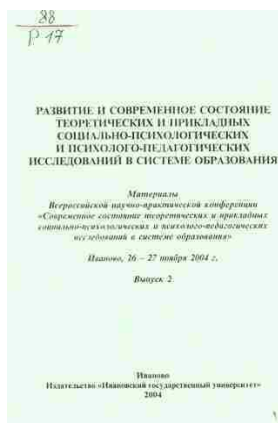 88
Р 17
РАЗВИТИЕ И СОВРЕМЕННОЕ СОСТОЯНИЕ
ТЕОРЕТИЧЕСКИХ И ПРИКЛАДНЫХ
СОЦИАЛЬНО-ПСИХОЛОГИЧЕСКИХ
И ПСИХОЛОГО-ПЕДАГОГИЧЕСКИХ
ИССЛЕДОВАНИЙ В СИСТЕМЕ ОБРАЗОВАНИЯ
Материалы
Всероссийской научно-практической конференции
«Современное состояние теоретических и прикладных
социально-психологических и психолого-педагогических
исследований в системе образования»
Иваново, 26 – 27 ноября 2004 г.
Выпуск 2
Иваново
Издательство «Ивановский государственный университет»
2004